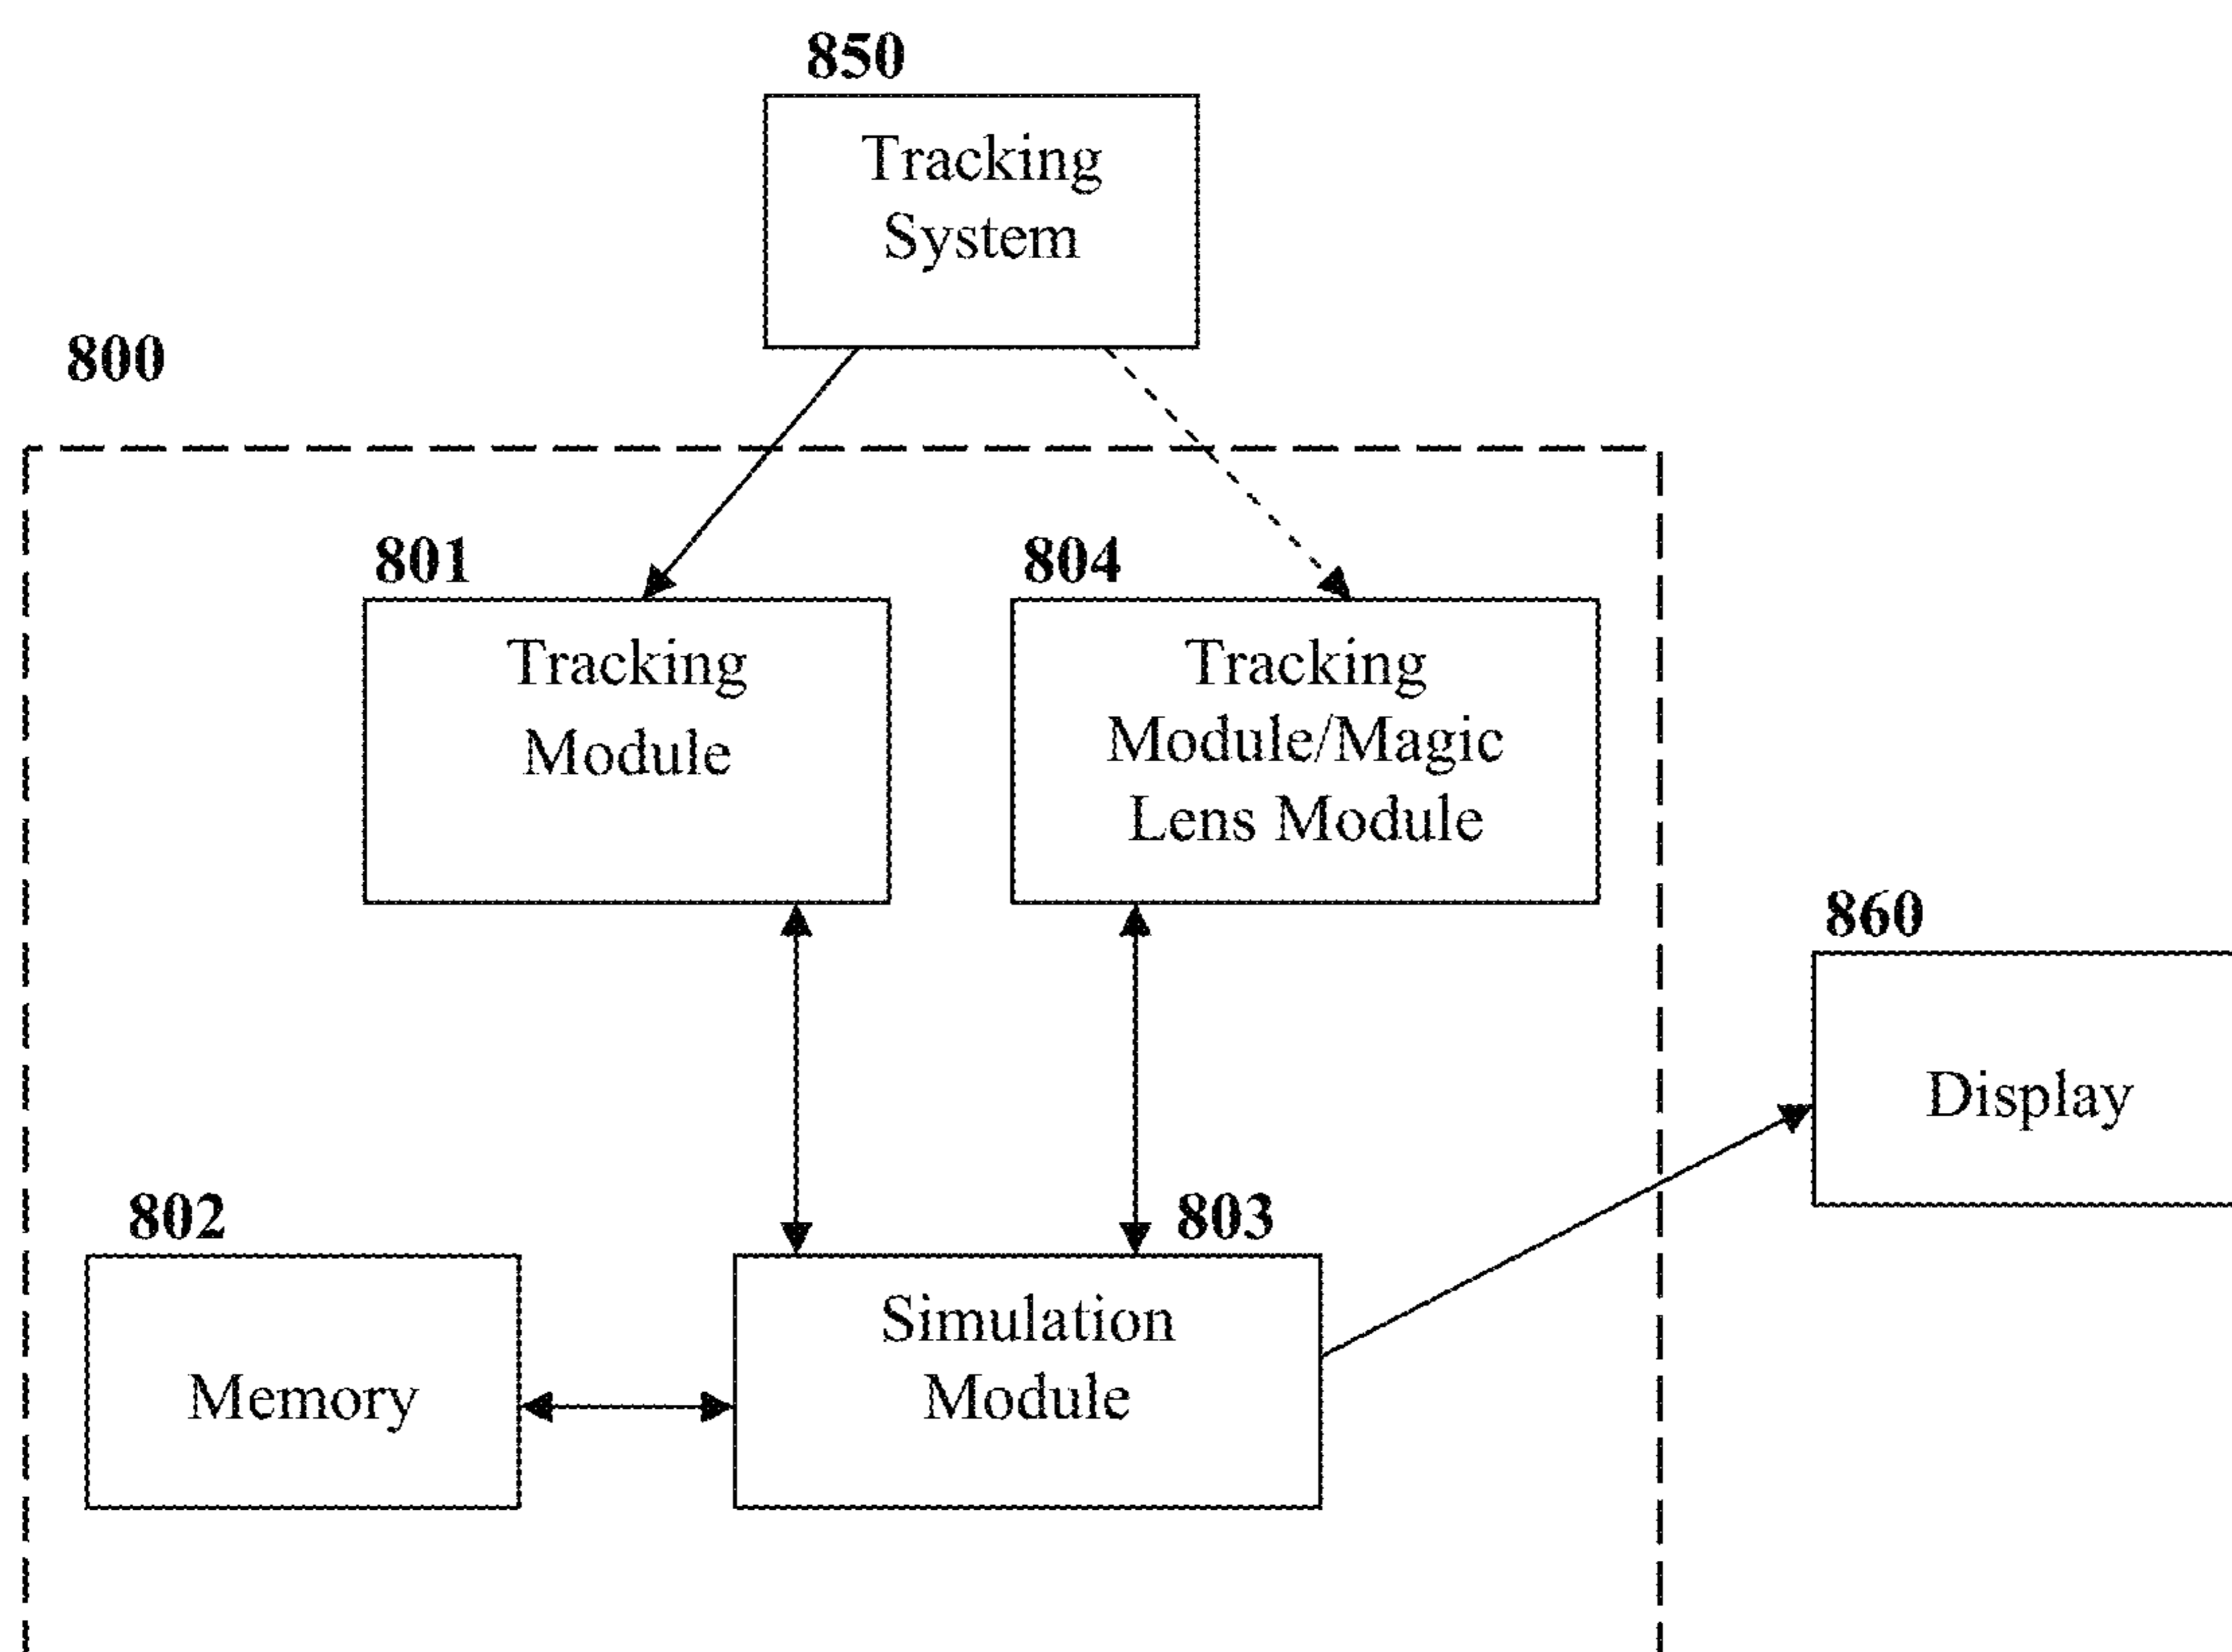 850
Tracking
System
800
801
Tracking
Module
804
Tracking
Module/Magic
Lens Module
860
Display
802
Memory
803
Simulation
Module